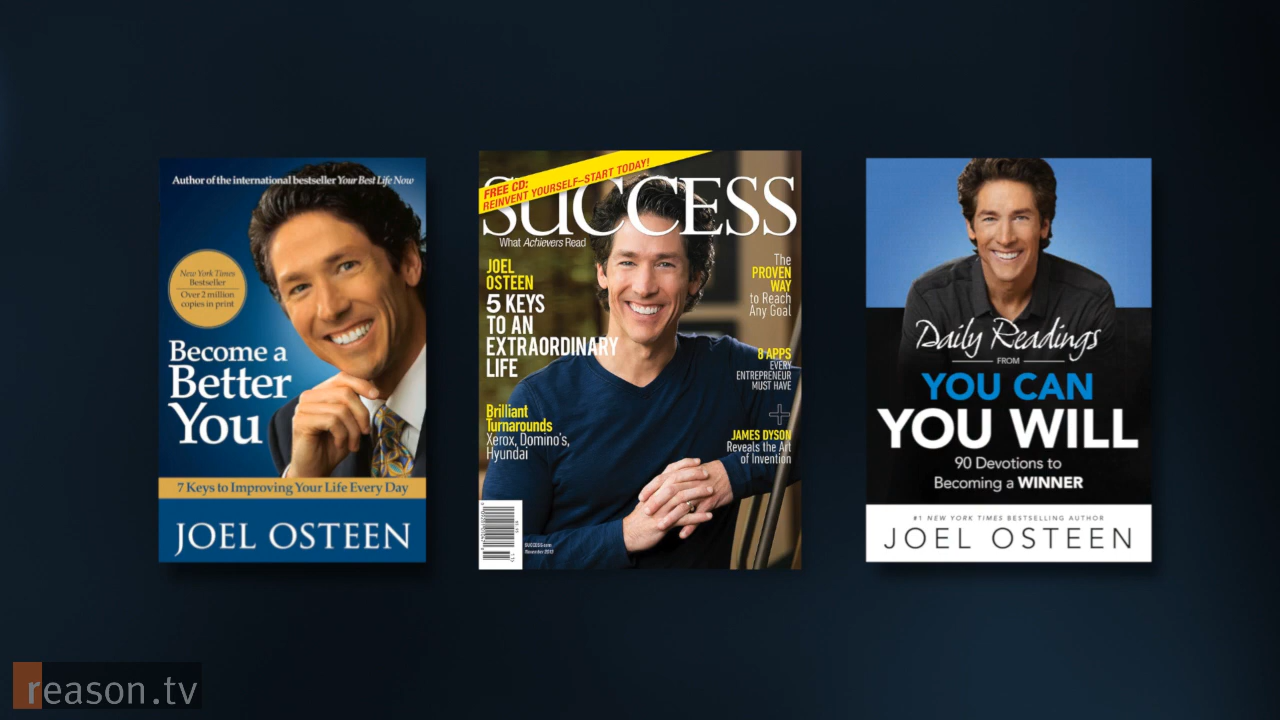 Author of the international bestseller Your Best Life Now
New York Times
Bestseller
Over 2 million
copies in print
Become a
Better
You
7 Keys to Improving Your Life Every Day
JOEL OSTEEN
FREE CD:
REINVENT YOURSELF–START TODAY!
SUCCESS
What Achievers Read
JOEL
OSTEEN
5 KEYS
TO AN
EXTRAORDINARY
LIFE
Brilliant
Turnarounds
Xerox, Domino's,
Hyundai
The
PROVEN
WAY
to Reach
Any Goal
8 APPS
EVERY
ENTREPRENEUR
MUST HAVE
+
JAMES DYSON
Reveals the Art
of Invention
SUCCESS.com
Daily Readings
FROM
YOU CAN
YOU WILL
90 Devotions to
Becoming a WINNER
#1 NEW YORK TIMES BESTSELLING AUTHOR
JOEL OSTEEN
reason.tv